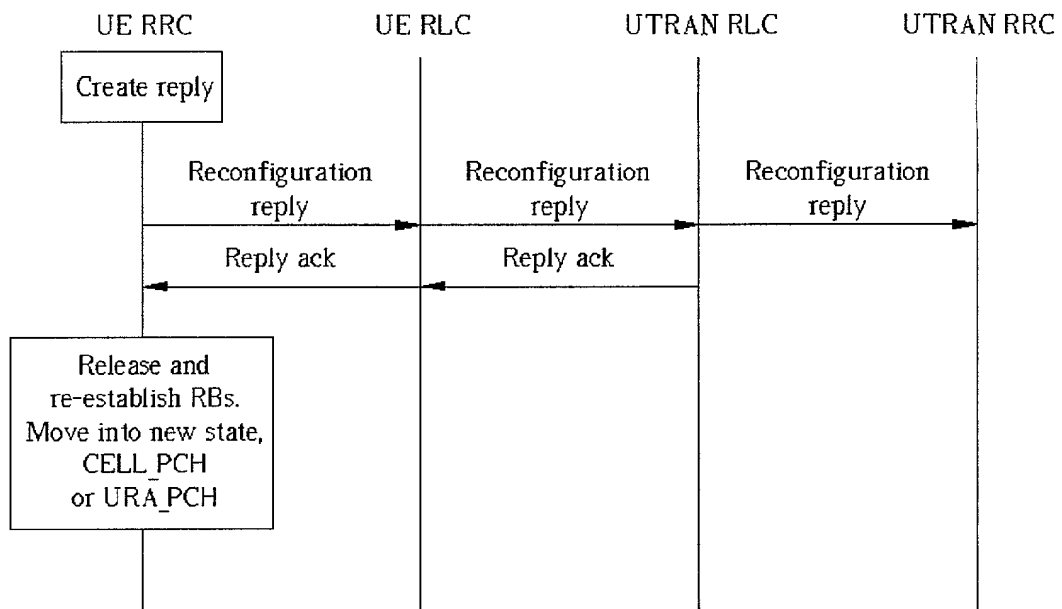 UE RRC
UE RLC
UTRAN RLC
UTRAN RRC
Create reply
Reconfiguration
reply
Reconfiguration
reply
Reconfiguration
reply
Reply ack
Reply ack
Release and
re-establish RBs.
Move into new state,
CELL_PCH
or URA_PCH